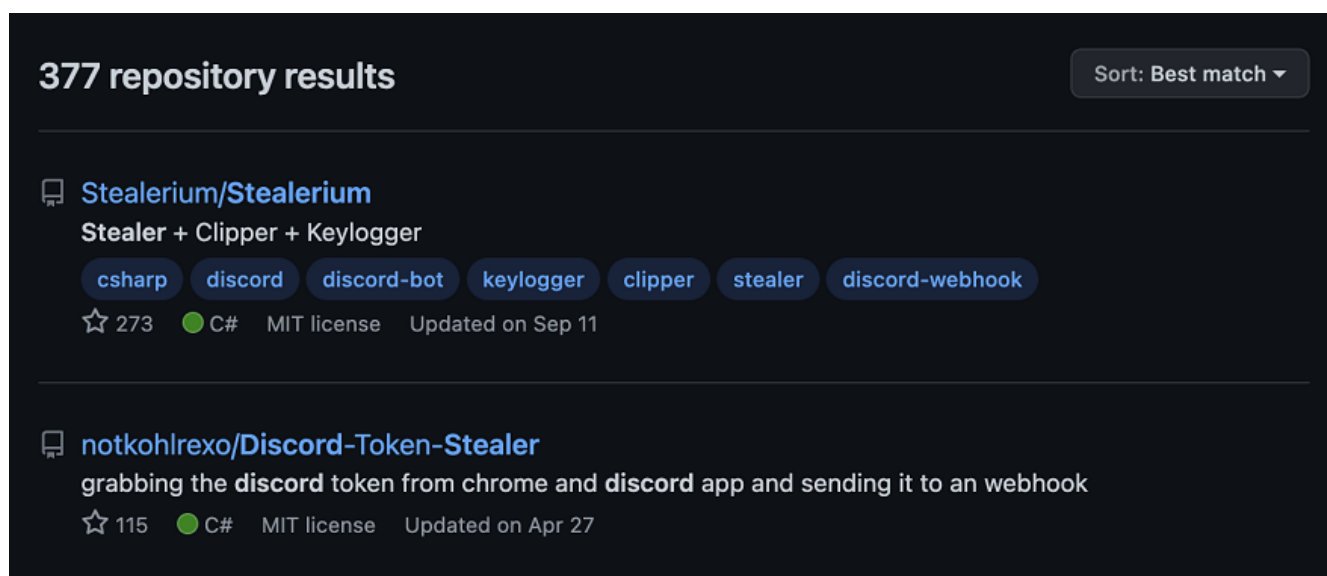 377 repository results
Sort: Best match
Stealerium/Stealerium
Stealer + Clipper + Keylogger
csharp discord discord-bot keylogger clipper stealer discord-webhook
273 C# MIT license Updated on Sep 11
notkohlrexo/Discord-Token-Stealer
grabbing the discord token from chrome and discord app and sending it to an webhook
115 C# MIT license Updated on Apr 27